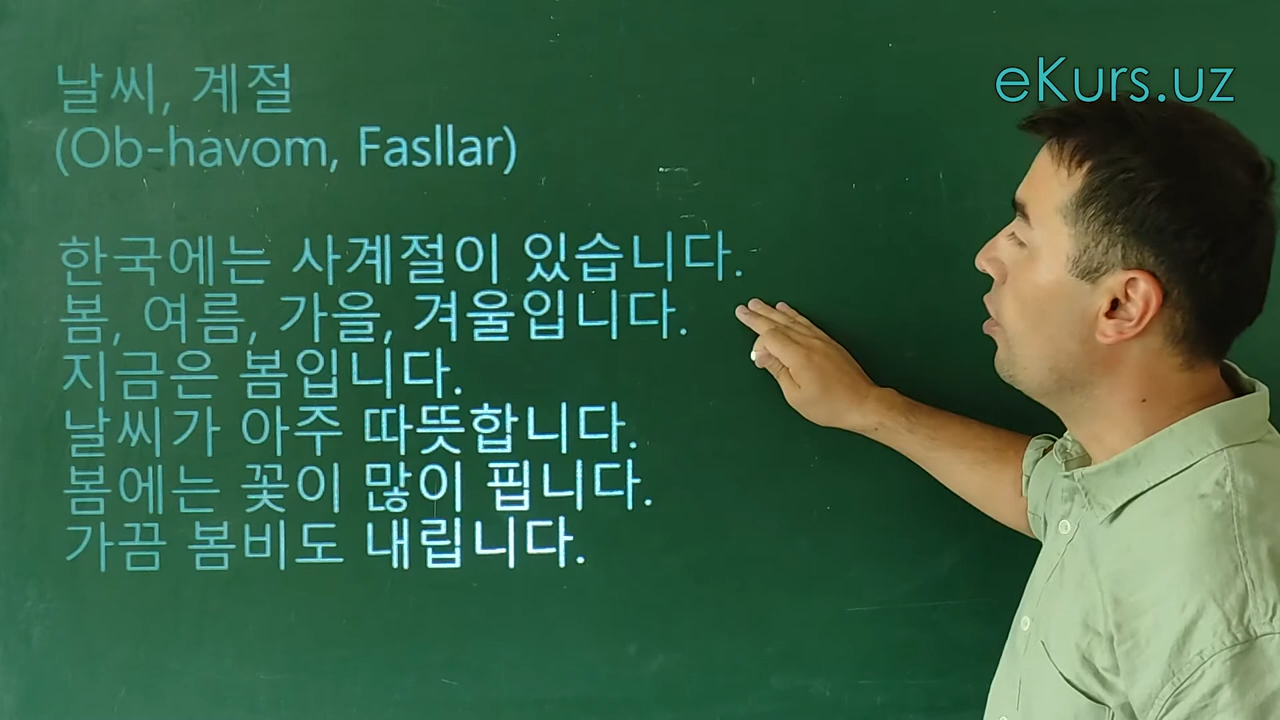 날씨, 계절
(Ob-havom, Fasllar)
eKurs.uz
한국에는 사계절이 있습니다.
봄, 여름, 가을, 겨울입니다.
지금은 봄입니다.
날씨가 아주 따뜻합니다.
봄에는 꽃이 많이 핍니다.
가끔 봄비도 내립니다.